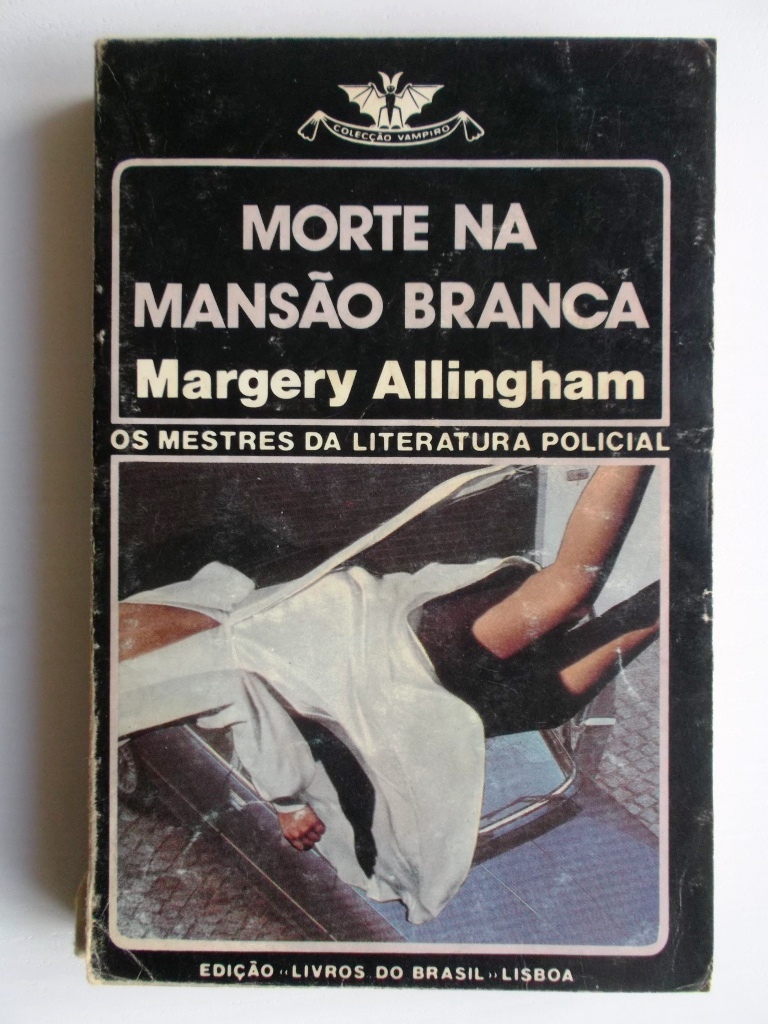 COLECÇÃO VAMPIRO
MORTE NA
MANSÃO BRANCA
Margery Allingham
OS MESTRES DA LITERATURA POLICIAL
EDIÇÃO «LIVROS DO BRASIL» LISBOA